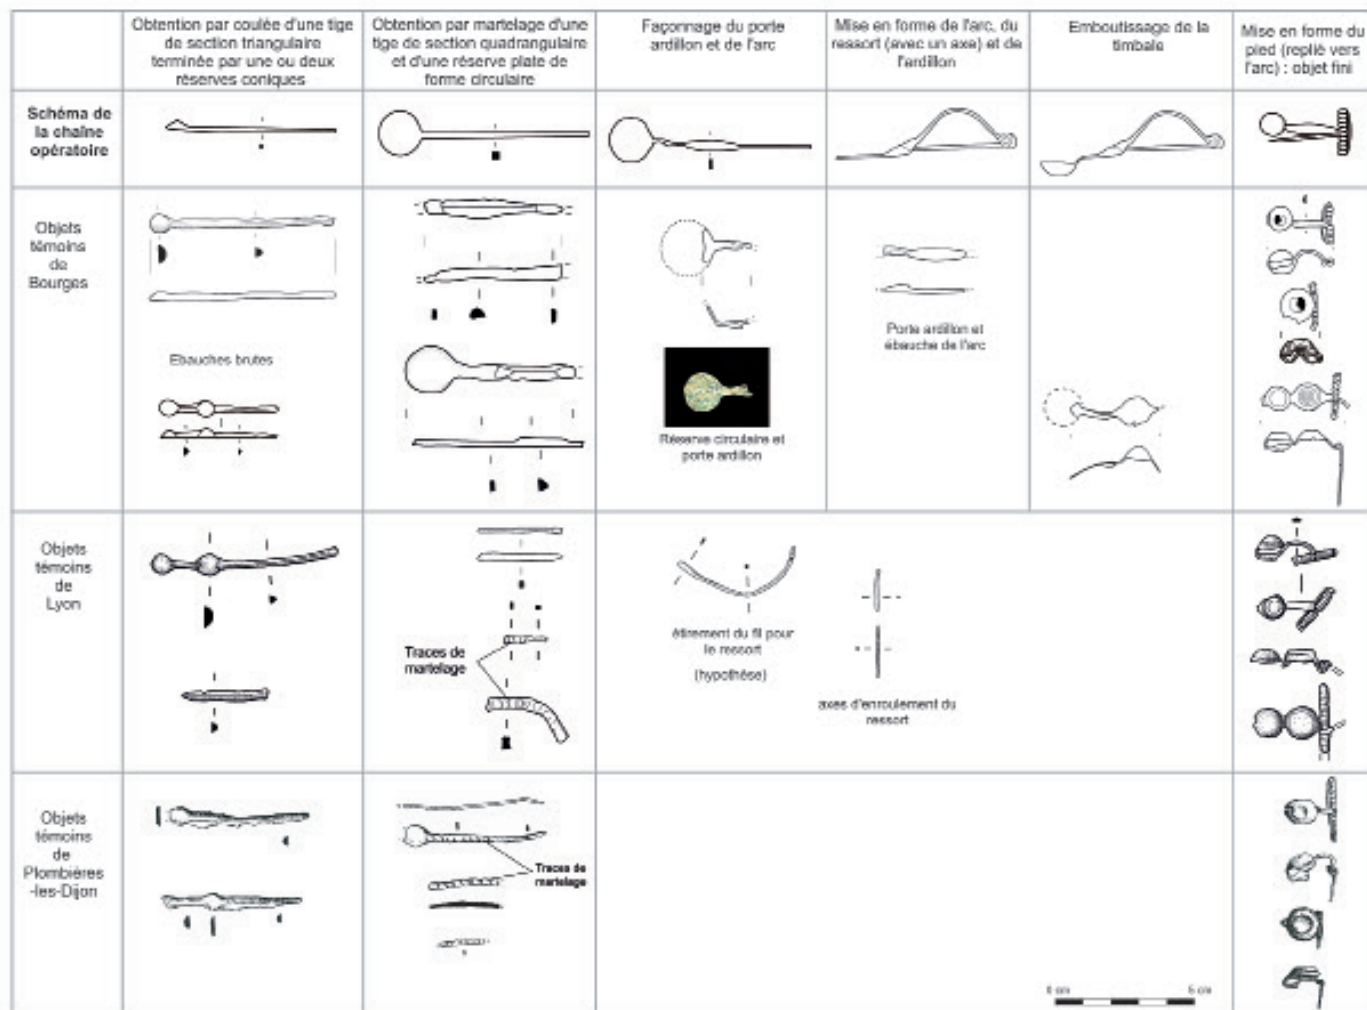 Obtention par coulée d'une tige
de section triangulaire
terminée par une ou deux
réserves coniques
Obtention par martelage d'une
tige de section quadrangulaire
et d'une réserve plate de
forme circulaire
Façonnage du porte
ardillon et de l'arc
Mise en forme de l'arc, du
ressort (avec un axe) et de
l'ardillon
Emboutissage de la
timbale
Mise en forme du
pied (replié vers
l'arc) : objet fini
Schéma de
la chaîne
opératoire
Objets
témoins
de
Bourges
Ebauches brutes
Réserve circulaire et
porte ardillon
Porte ardillon et
ébauche de l'arc
Objets
témoins
de
Lyon
Traces de
martelage
étirement du fil pour
le ressort
(hypothèse)
axes d'enroulement du
ressort
Objets
témoins
de
Plombières
-les-Dijon
Traces de
martelage
0 cm
5 cm